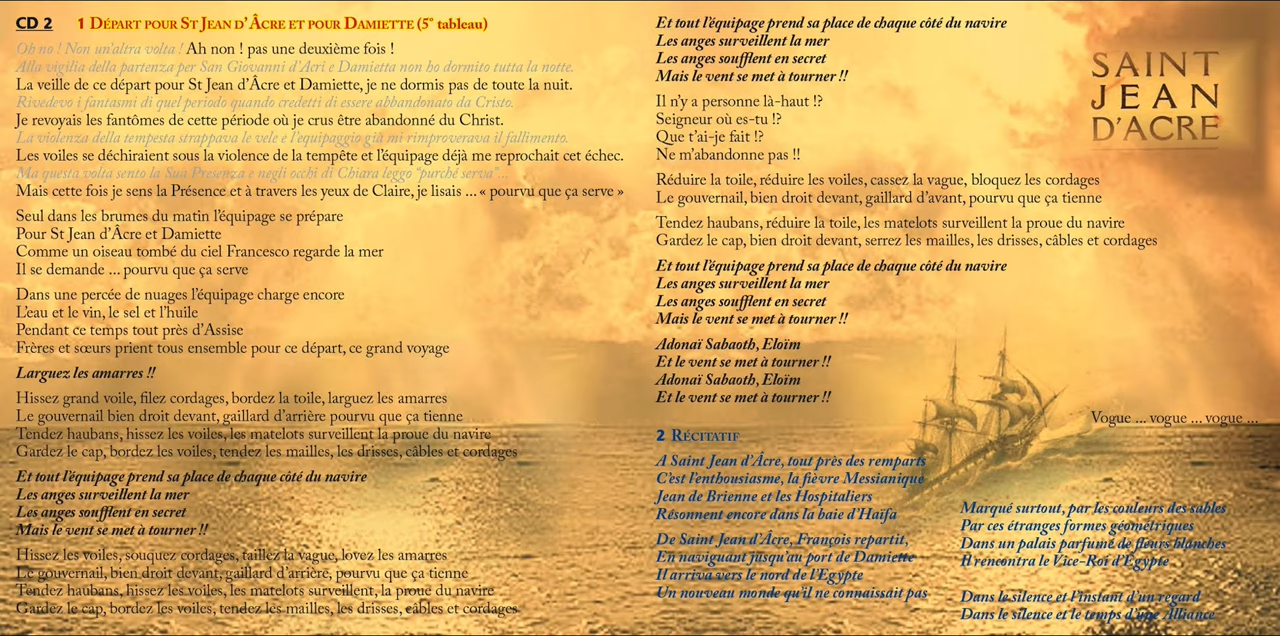 CD 2 1 DÉPART POUR ST JEAN D'ÂCRE ET POUR DAMIETTE (5e tableau)
Oh no ! Non un'altra volta ! Ah non ! pas une deuxième fois !
Alla vigilia della partenza per San Giovanni d'Acri e Damietta non ho dormito tutta la notte.
La veille de ce départ pour St Jean d'Âcre et Damiette, je ne dormis pas de toute la nuit.
Rivedevo i fantasmi di quel periodo quando credetti di essere abbandonato da Cristo.
Je revoyais les fantômes de cette période où je crus être abandonné du Christ.
La violenza della tempesta strappava le vele e l'equipaggio già mi rimproverava il fallimento.
Les voiles se déchiraient sous la violence de la tempête et l'équipage déjà me reprochait cet échec.
Ma questa volta sento la Sua Presenza e negli occhi di Chiara leggo "purché serva"...
Mais cette fois je sens la Présence et à travers les yeux de Claire, je lisais ... « pourvu que ça serve »
Seul dans les brumes du matin l'équipage se prépare
Pour St Jean d'Âcre et Damiette
Comme un oiseau tombé du ciel Francesco regarde la mer
Il se demande ... pourvu que ça serve
Dans une percée de nuages l'équipage charge encore
L'eau et le vin, le sel et l'huile
Pendant ce temps tout près d'Assise
Frères et sœurs prient tous ensemble pour ce départ, ce grand voyage
Larguez les amarres !!
Hissez grand voile, filez cordages, bordez la toile, larguez les amarres
Le gouvernail bien droit devant, gaillard d'arrière pourvu que ça tienne
Tendez haubans, hissez les voiles, les matelots surveillent la proue du navire
Gardez le cap, bordez les voiles, tendez les mailles, les drisses, câbles et cordages
Et tout l'équipage prend sa place de chaque côté du navire
Les anges surveillent la mer
Les anges soufflent en secret
Mais le vent se met à tourner !!
Hissez les voiles, souquez cordages, taillez la vague, lovez les amarres
Le gouvernail, bien droit devant, gaillard d'arrière, pourvu que ça tienne
Tendez haubans, hissez les voiles, les matelots surveillent, la proue du navire
Gardez le cap, bordez les voiles, tendez les mailles, les drisses, câbles et cordages
Et tout l'équipage prend sa place de chaque côté du navire
Les anges surveillent la mer
Les anges soufflent en secret
Mais le vent se met à tourner !!
Il n'y a personne là-haut !?
Seigneur où es-tu !?
Que t'ai-je fait !?
Ne m'abandonne pas !!
Réduire la toile, réduire les voiles, cassez la vague, bloquez les cordages
Le gouvernail, bien droit devant, gaillard d'avant, pourvu que ça tienne
Tendez haubans, réduire la toile, les matelots surveillent la proue du navire
Gardez le cap, bien droit devant, serrez les mailles, les drisses, câbles et cordages
Et tout l'équipage prend sa place de chaque côté du navire
Les anges surveillent la mer
Les anges soufflent en secret
Mais le vent se met à tourner !!
Adonaï Sabaoth, Eloïm
Et le vent se met à tourner !!
Adonaï Sabaoth, Eloïm
Et le vent se met à tourner !!
Vogue ... vogue ... vogue ...
2 RÉCITATIF
A Saint Jean d'Âcre, tout près des remparts
C'est l'enthousiasme, la fièvre Messianique
Jean de Brienne et les Hospitaliers
Résonnent encore dans la baie d'Haïfa
De Saint Jean d'Âcre, François repartit,
En naviguant jusqu'au port de Damiette
Il arriva vers le nord de l'Egypte
Un nouveau monde qu'il ne connaissait pas
Marqué surtout, par les couleurs des sables
Par ces étranges formes géométriques
Dans un palais parfumé de fleurs blanches
Il rencontra le Vice-Roi d'Egypte
Dans le silence et l'instant d'un regard
Dans le silence et le temps d'une Alliance
SAINT
JEAN
D'ACRE